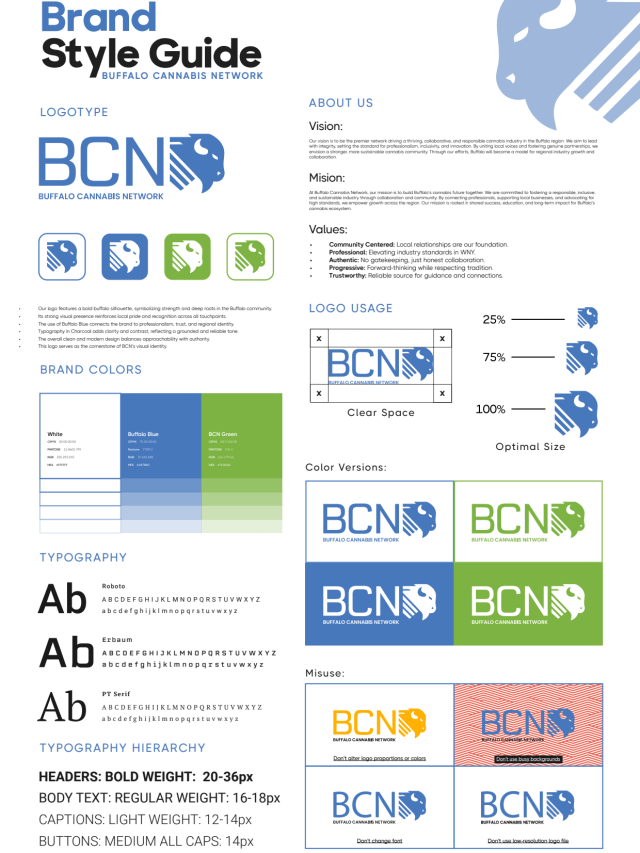 Brand
Style Guide
BUFFALO CANNABIS NETWORK
LOGOTYPE
BCN
BUFFALO CANNABIS NETWORK
Our logo features a bold buffalo silhouette, symbolizing strength and deep roots in the Buffalo community.
Its strong visual presence reinforces local pride and recognition across all touchpoints.
The use of Buffalo Blue connects the brand to professionalism, trust, and regional identity.
Typography in Charcoal adds clarity and contrast, reflecting a grounded and reliable tone.
The overall clean and modern design balances approachability with authority.
This logo serves as the cornerstone of BCN's visual identity.
BRAND COLORS
White
CMYK
PANTONE
RGB
HEX
Buffalo Blue
CMYK
Pantone
RGB
HEX
BCN Green
CMYK
PANTONE
RGB
HEX
TYPOGRAPHY
Ab
Roboto
ABCDEFGHIJKLMNOPQRSTUVWXYZ
abcdefghijklmnopqrstuvwxyz
Ab
Erbaum
ABCDEFGHIJKLMNOPQRSTUVWXYZ
abcdefghijklmnopqrstuvwxyz
Ab
PT Serif
ABCDEFGHIJKLMNOPQRSTUVWXYZ
abcdefghijklmnopqrstuvwxyz
TYPOGRAPHY HIERARCHY
HEADERS: BOLD WEIGHT: 20-36px
BODY TEXT: REGULAR WEIGHT: 16-18px
CAPTIONS: LIGHT WEIGHT: 12-14px
BUTTONS: MEDIUM ALL CAPS: 14px
ABOUT US
Vision:
Our vision is to be the premier network driving a thriving, collaborative, and responsible cannabis industry in the Buffalo region. We aim to lead
with integrity, setting the standard for professionalism, inclusivity, and innovation. By uniting local voices and fostering genuine partnerships, we
envision a stronger, more sustainable cannabis community. Through our efforts, Buffalo will become a model for regional industry growth and
collaboration
Mision:
At Buffalo Cannabis Network, our mission is to build Buffalo's cannabis future together. We are committed to fostering a responsible, inclusive,
and sustainable industry through collaboration and community. By connecting professionals, supporting local businesses, and advocating for
high standards, we empower growth across the region. Our mission is rooted in shared success, education, and long-term impact for Buffalo's
cannabis ecosystem.
Values:
Community Centered: Local relationships are our foundation.
Professional: Elevating industry standards in WNY
Authentic: No gatekeeping, just honest collaboration.
Progressive: Forward-thinking while respecting tradition.
Trustworthy: Reliable source for guidance and connections.
LOGO USAGE
x x
BCN
BUFFALO CANNABIS NETWORK
x x
Clear Space
25%
75%
100%
Optimal Size
Color Versions:
BCN
BUFFALO CANNABIS NETWORK
BCN
BUFFALO CANNABIS NETWORK
BCN
BUFFALO CANNABIS NETWORK
BCN
BUFFALO CANNABIS NETWORK
Misuse:
BCN
BUFFALO CANNABIS NETWORK
Don't alter logo proportions or colors
BCN
BUFFALO CANNABIS NETWORK
Don't use busy backgrounds
BCN
BUFFALO CANNABIS NETWORK
Don't change font
BCN
BUFFALO CANNABIS NETWORK
Don't use low-resolution logo file